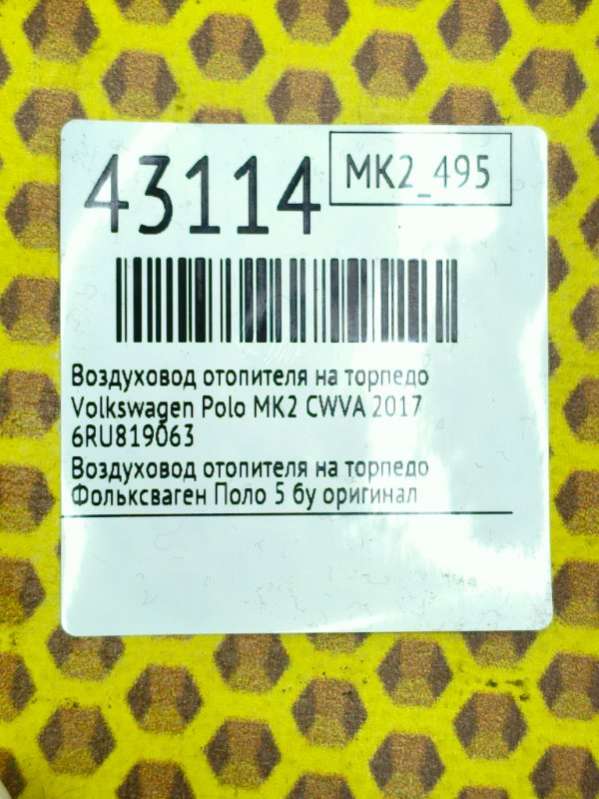 43114
MK2_495
Воздуховод отопителя на торпедо
Volkswagen Polo MK2 CWVA 2017
6RU819063
Воздуховод отопителя на торпедо
Фольксваген Поло 5 бу оригинал